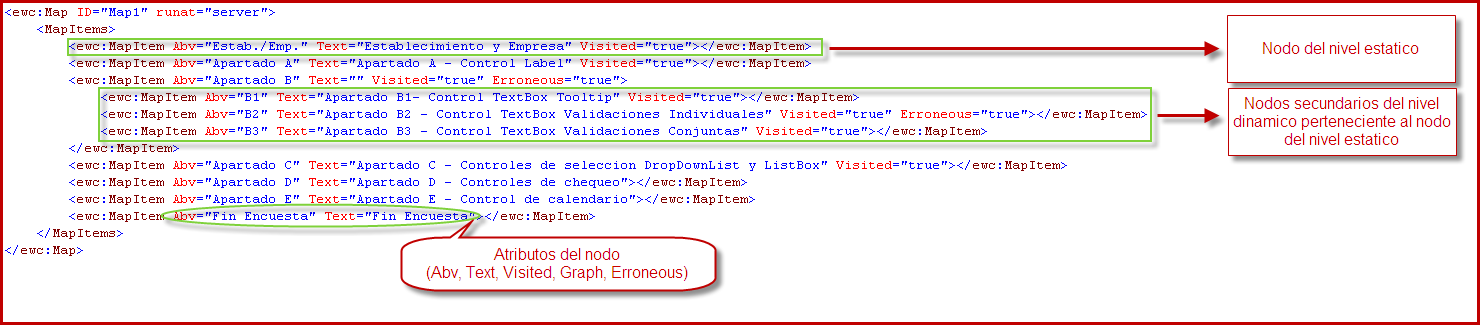 <ewc:Map ID="Map1" runat="server">
<MapItems>
<ewc:MapItem Abv="Estab./Emp." Text="Establecimiento y Empresa" Visited="true"></ewc:MapItem>
<ewc:MapItem Abv="Apartado A" Text="Apartado A - Control Label" Visited="true"></ewc:MapItem>
<ewc:MapItem Abv="Apartado B" Text="" Visited="true" Erroneous="true">
<ewc:MapItem Abv="B1" Text="Apartado B1- Control TextBox Tooltip" Visited="true"></ewc:MapItem>
<ewc:MapItem Abv="B2" Text="Apartado B2 - Control TextBox Validaciones Individuales" Visited="true" Erroneous="true"></ewc:MapItem>
<ewc:MapItem Abv="B3" Text="Apartado B3 - Control TextBox Validaciones Conjuntas" Visited="true"></ewc:MapItem>
</ewc:MapItem>
<ewc:MapItem Abv="Apartado C" Text="Apartado C - Controles de seleccion DropDownList y ListBox" Visited="true"></ewc:MapItem>
<ewc:MapItem Abv="Apartado D" Text="Apartado D - Controles de chequeo"></ewc:MapItem>
<ewc:MapItem Abv="Apartado E" Text="Apartado E - Control de calendario"></ewc:MapItem>
<ewc:MapItem Abv="Fin Encuesta" Text="Fin Encuesta"></ewc:MapItem>
</MapItems>
</ewc:Map>
Nodo del nivel estatico
Nodos secundarios del nivel
dinamico perteneciente al nodo
del nivel estatico
Atributos del nodo
(Abv, Text, Visited, Graph, Erroneous)